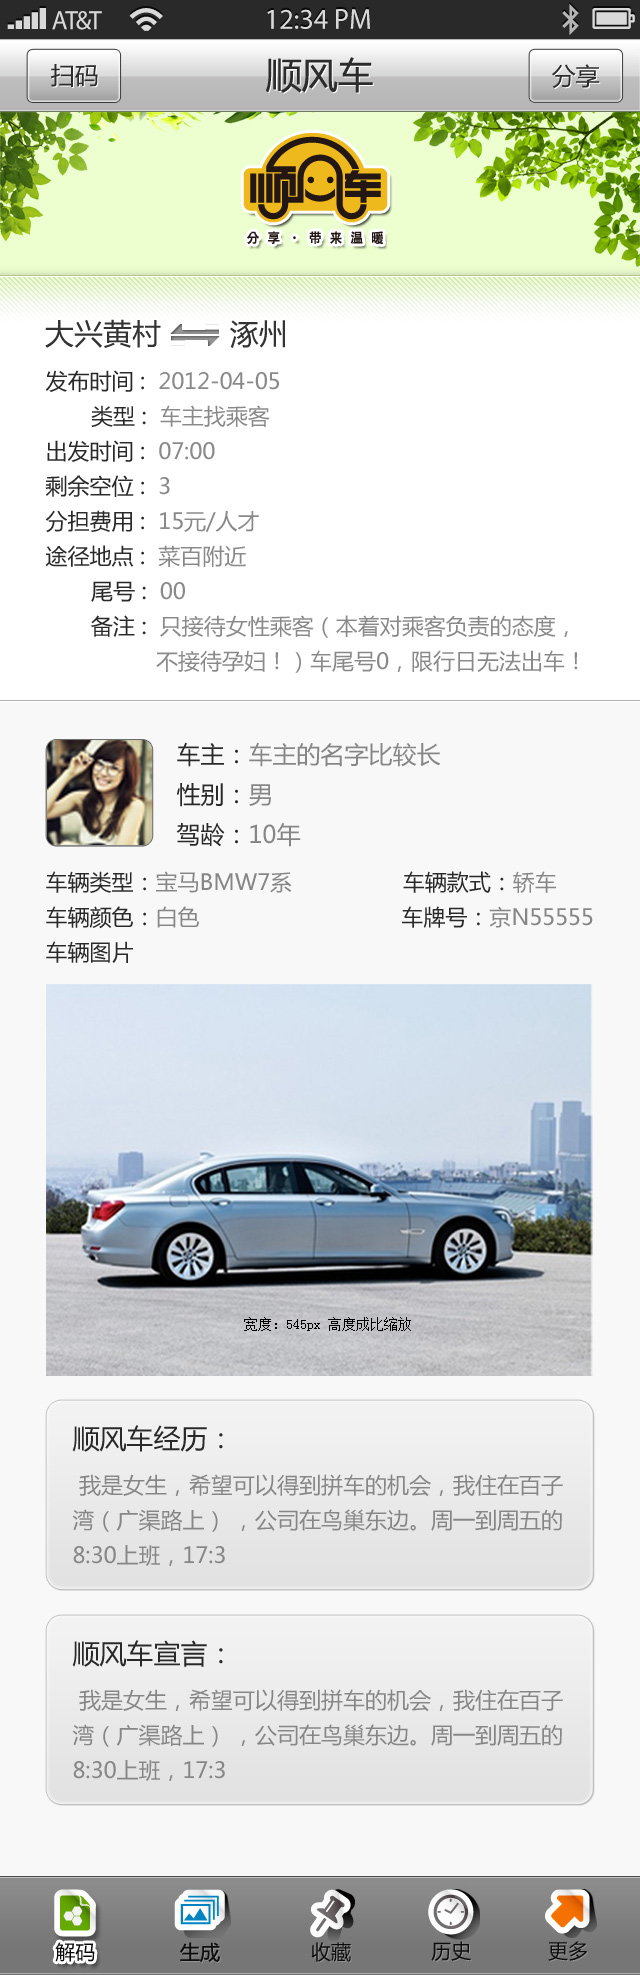 AT&T 12:34 PM
扫码 顺风车 分享
顺风车
分享·带来温暖
大兴黄村 涿州
发布时间：2012-04-05
类型：车主找乘客
出发时间：07:00
剩余空位：3
分担费用：15元/人才
途径地点：菜百附近
尾号：00
备注：只接待女性乘客（本着对乘客负责的态度，
不接待孕妇！）车尾号0，限行日无法出车！
车主：车主的名字比较长
性别：男
驾龄：10年
车辆类型：宝马BMW7系 车辆款式：轿车
车辆颜色：白色 车牌号：京N55555
车辆图片
宽度：545px 高度成比缩放
顺风车经历：
我是女生，希望可以得到拼车的机会，我住在百子
湾（广渠路上），公司在鸟巢东边。周一到周五的
8:30上班，17:3
顺风车宣言：
我是女生，希望可以得到拼车的机会，我住在百子
湾（广渠路上），公司在鸟巢东边。周一到周五的
8:30上班，17:3
解码 生成 收藏 历史 更多